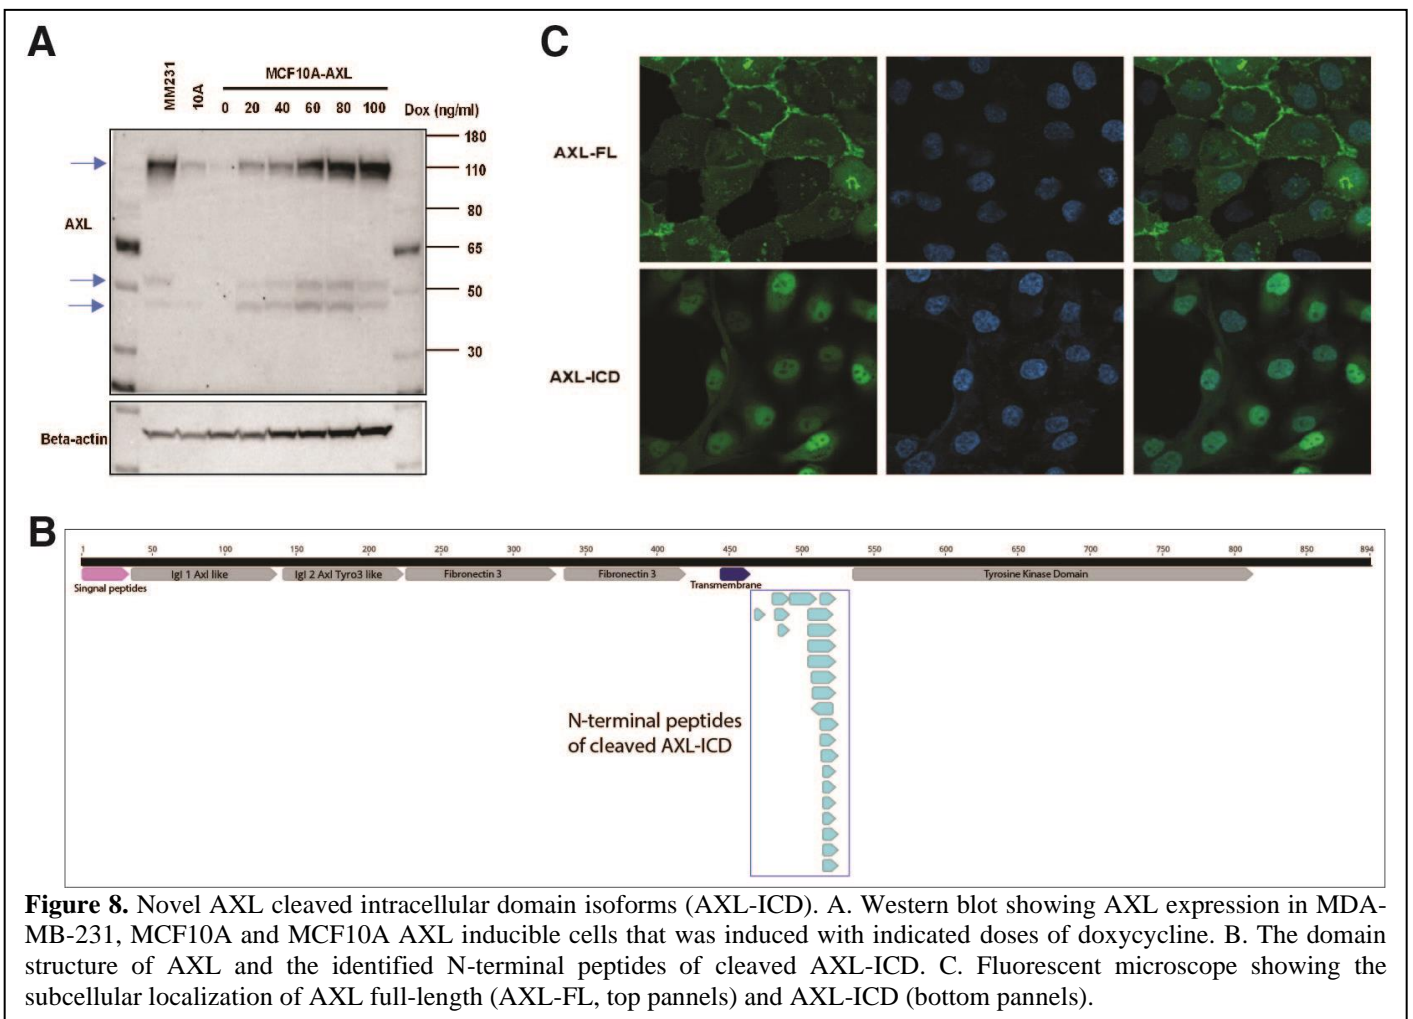 A
MM231
10A
MCF10A-AXL
0 20 40 60 80 100 Dox (ng/ml)
180
110
80
65
50
30
AXL
Beta-actin
C
AXL-FL
AXL-ICD
B
1 50 100 150 200 250 300 350 400 450 500 550 600 650 700 750 800 850 894
Igl 1 Axl like Igl 2 Axl Tyro3 like Fibronectin 3 Fibronectin 3 Tyrosine Kinase Domain
Singnal peptides Transmembrane
N-terminal peptides
of cleaved AXL-ICD
Figure 8. Novel AXL cleaved intracellular domain isoforms (AXL-ICD). A. Western blot showing AXL expression in MDA-
MB-231, MCF10A and MCF10A AXL inducible cells that was induced with indicated doses of doxycycline. B. The domain
structure of AXL and the identified N-terminal peptides of cleaved AXL-ICD. C. Fluorescent microscope showing the
subcellular localization of AXL full-length (AXL-FL, top pannels) and AXL-ICD (bottom pannels).